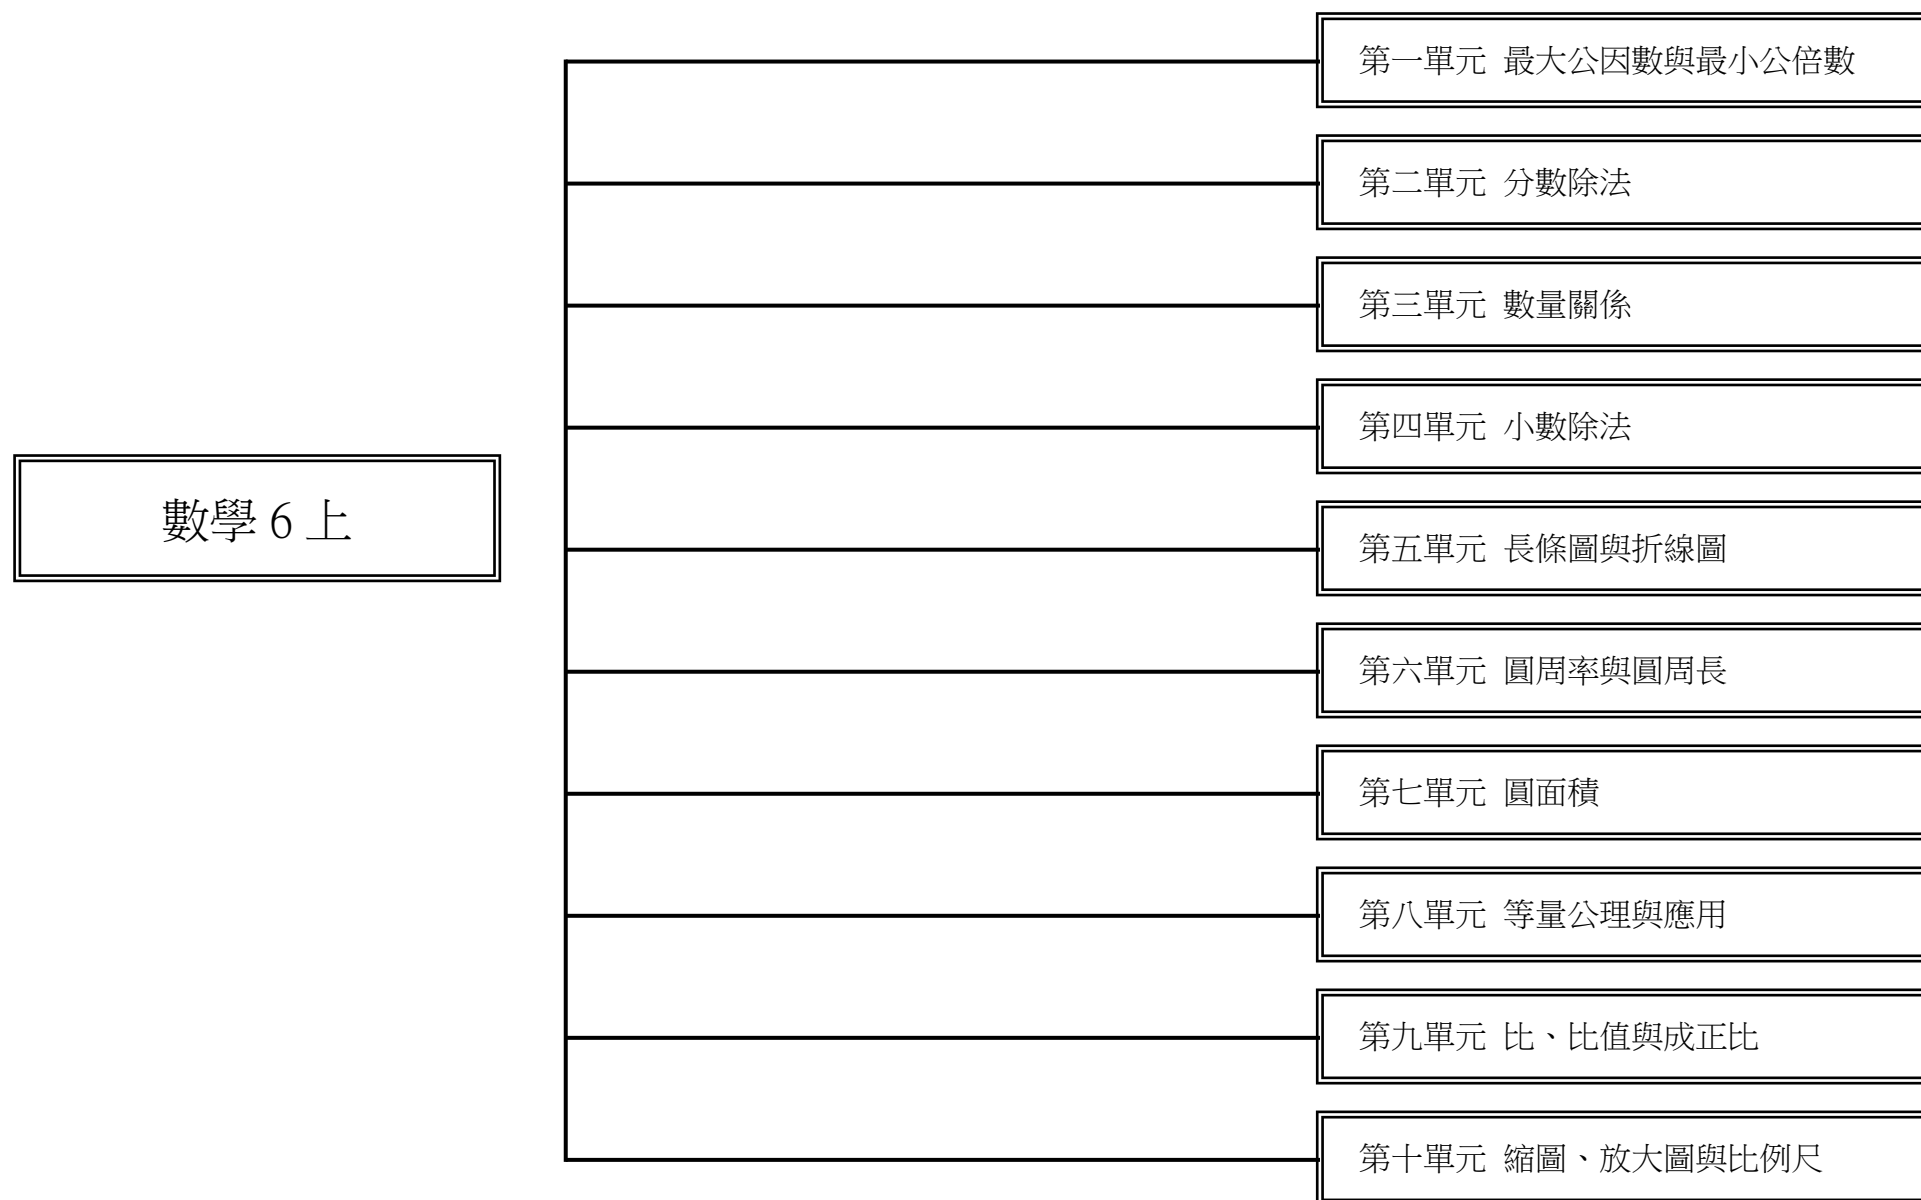 數學 6 上
第一單元 最大公因數與最小公倍數
第二單元 分數除法
第三單元 數量關係
第四單元 小數除法
第五單元 長條圖與折線圖
第六單元 圓周率與圓周長
第七單元 圓面積
第八單元 等量公理與應用
第九單元 比、比值與成正比
第十單元 縮圖、放大圖與比例尺